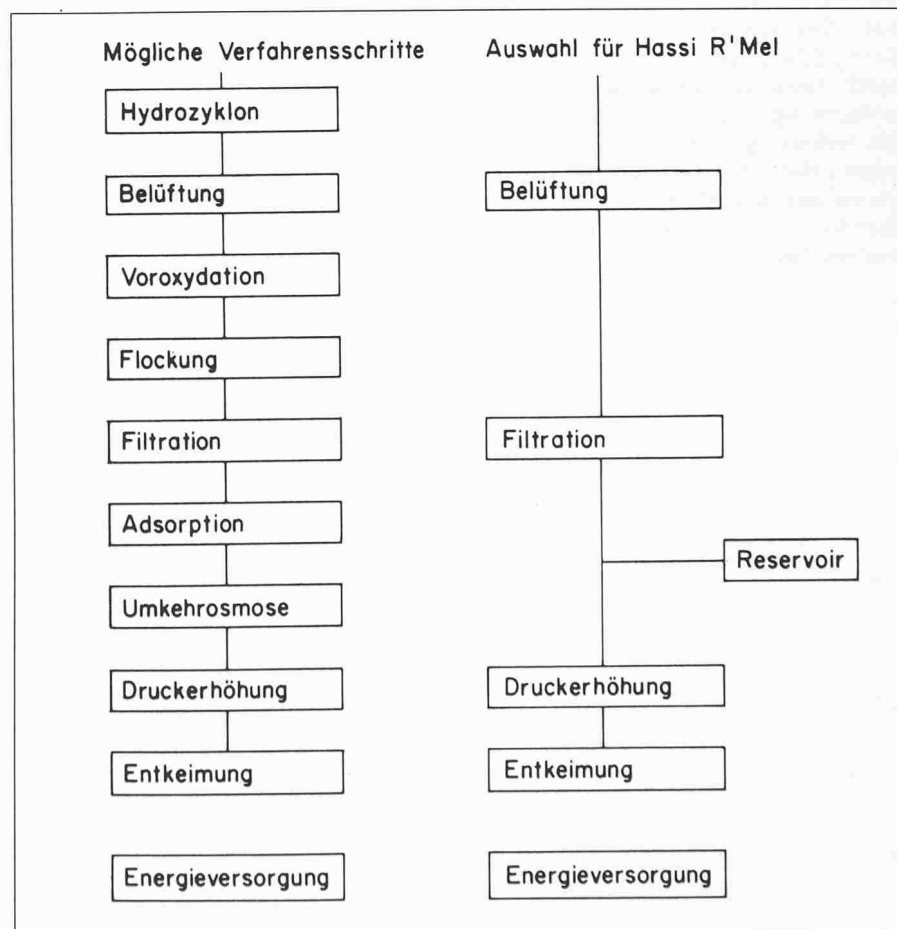 Mögliche Verfahrensschritte
Hydrozyklon
Belüftung
Voroxydation
Flockung
Filtration
Adsorption
Umkehrosmose
Druckerhöhung
Entkeimung
Energieversorgung
Auswahl für Hassi R'Mel
Belüftung
Filtration
Reservoir
Druckerhöhung
Entkeimung
Energieversorgung